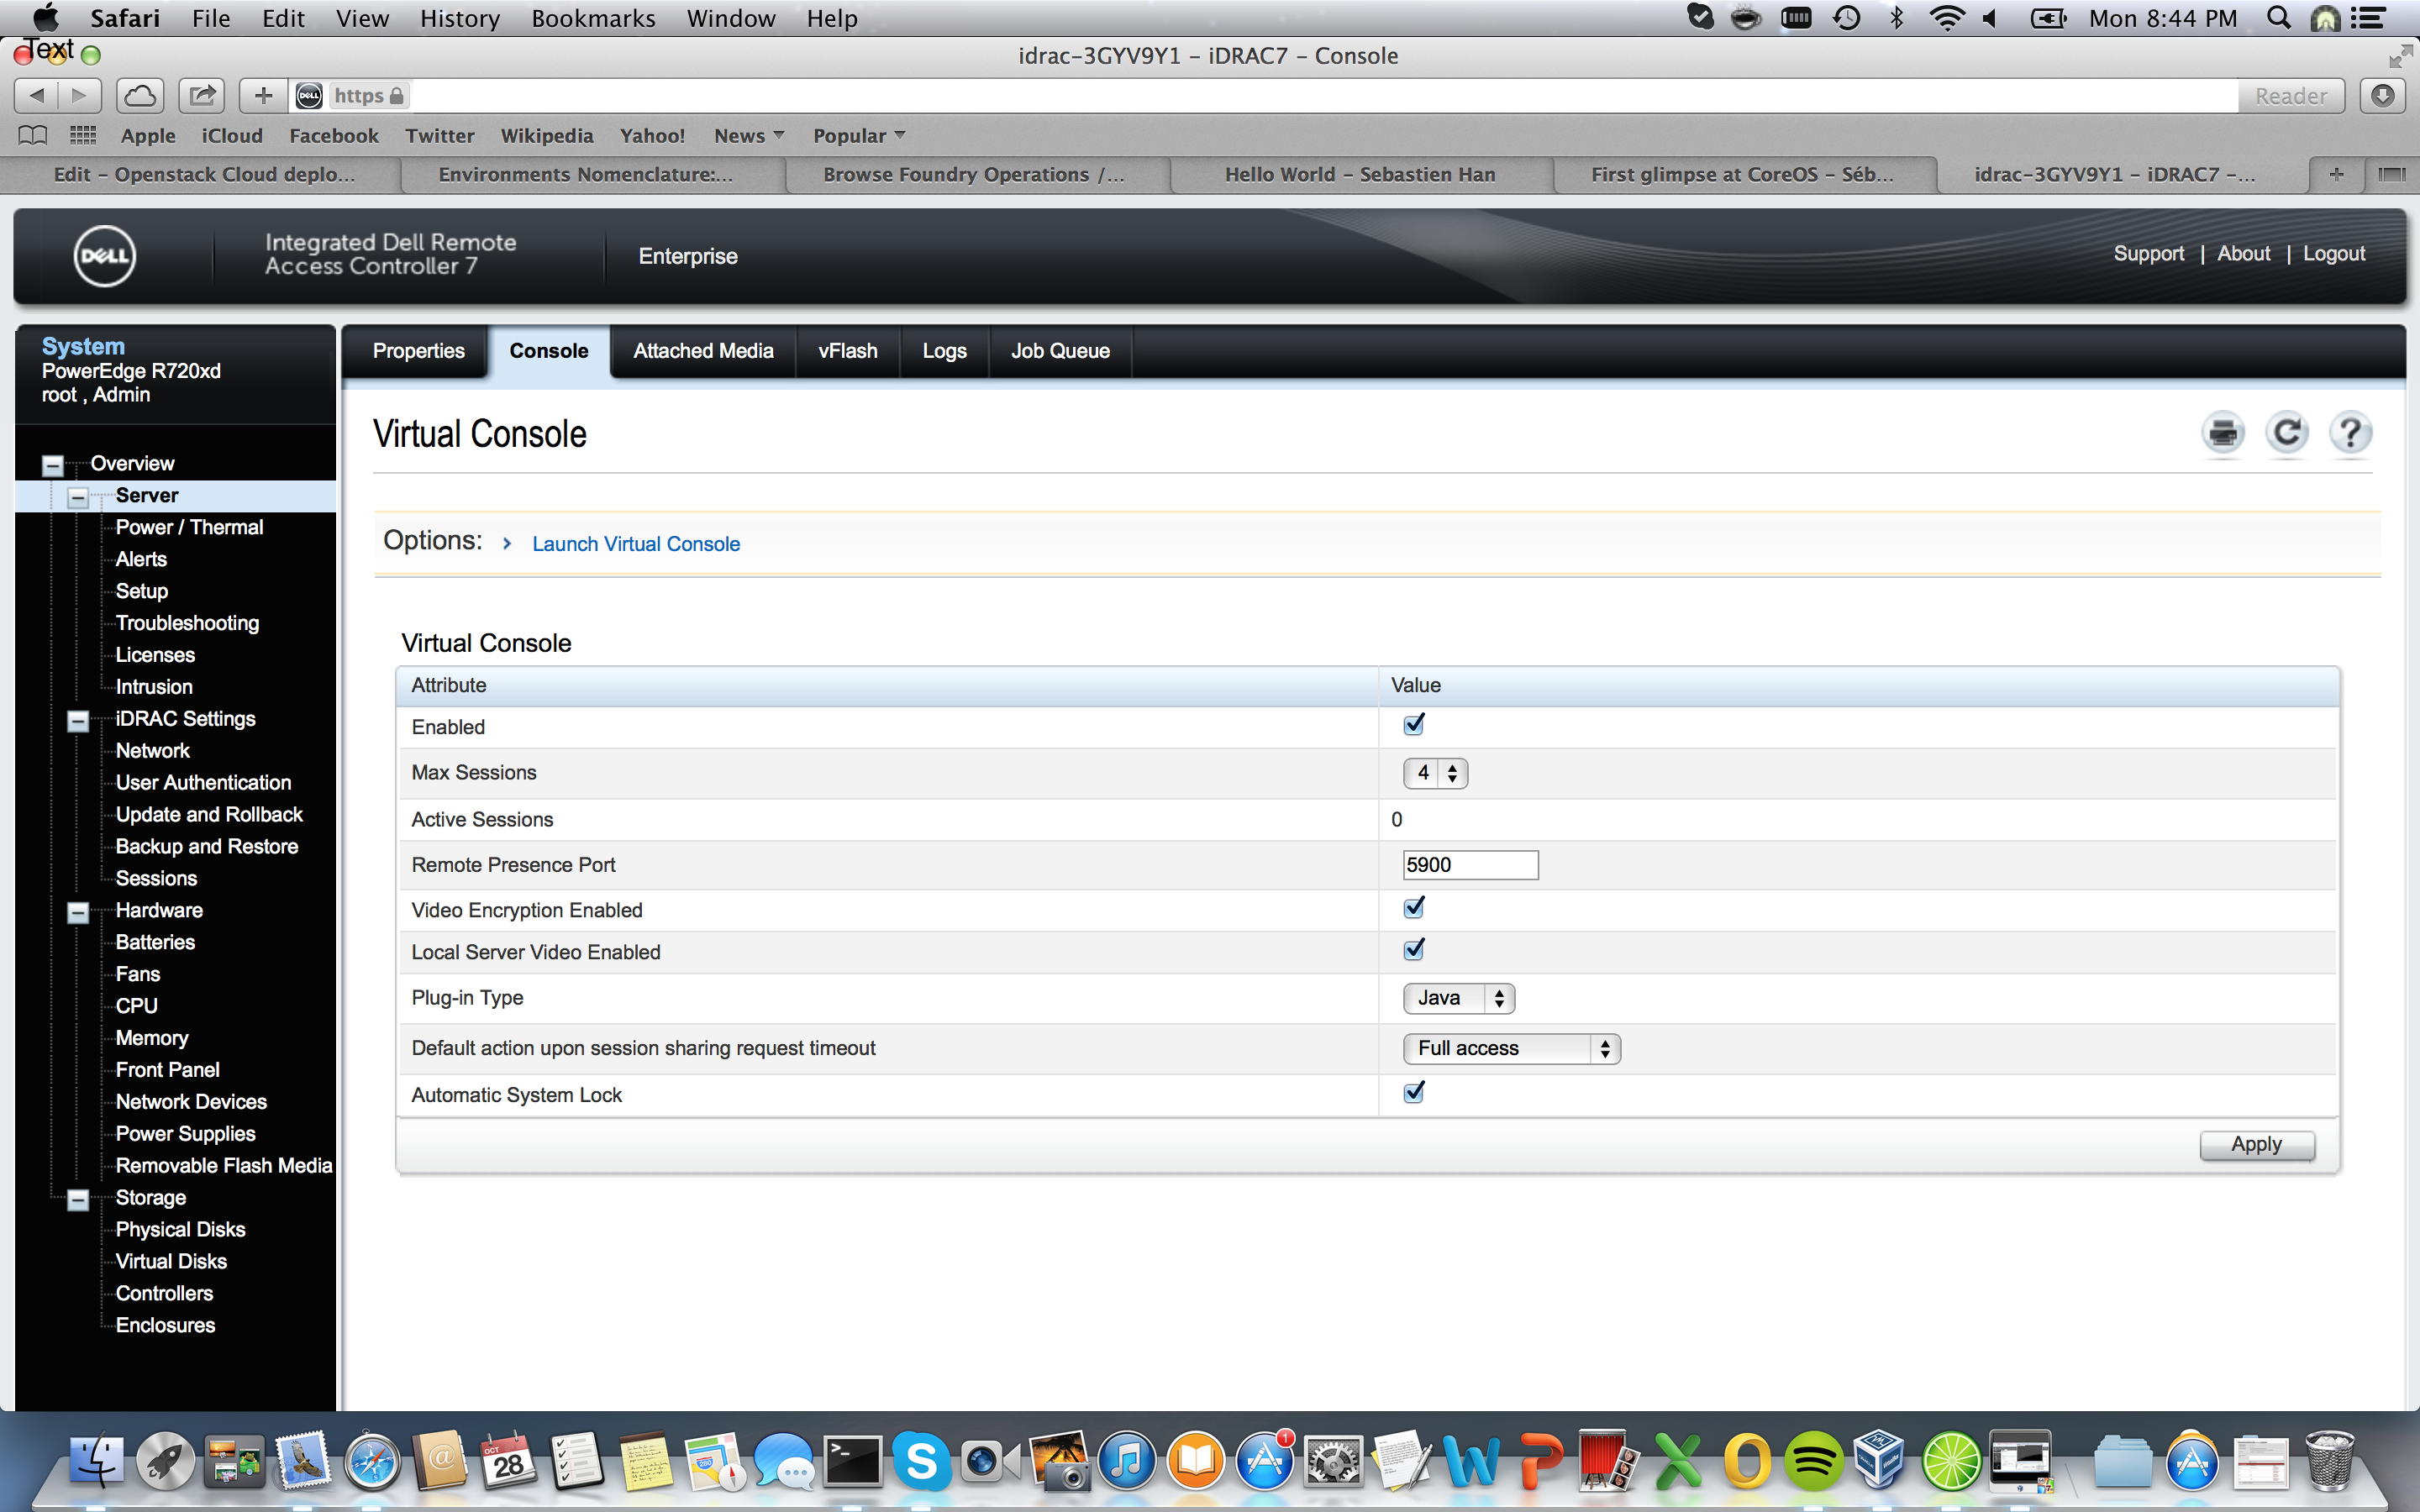 Safari File Edit View History Bookmarks Window Help Mon 8:44 PM
Text
idrac-3GYV9Y1 – iDRAC7 – Console
https Reader
Apple iCloud Facebook Twitter Wikipedia Yahoo! News Popular
Edit – Openstack Cloud deplo... Environments Nomenclature:... Browse Foundry Operations /... Hello World – Sebastien Han First glimpse at CoreOS – Séb... idrac-3GYV9Y1 – iDRAC7 –...
DELL
Integrated Dell Remote
Access Controller 7
Enterprise
Support | About | Logout
System
PowerEdge R720xd
root , Admin
Properties Console Attached Media vFlash Logs Job Queue
Overview
Server
Power / Thermal
Alerts
Setup
Troubleshooting
Licenses
Intrusion
iDRAC Settings
Network
User Authentication
Update and Rollback
Backup and Restore
Sessions
Hardware
Batteries
Fans
CPU
Memory
Front Panel
Network Devices
Power Supplies
Removable Flash Media
Storage
Physical Disks
Virtual Disks
Controllers
Enclosures
Virtual Console
Options: › Launch Virtual Console
Virtual Console
Attribute Value
Enabled
Max Sessions 4
Active Sessions 0
Remote Presence Port 5900
Video Encryption Enabled
Local Server Video Enabled
Plug-in Type Java
Default action upon session sharing request timeout Full access
Automatic System Lock
Apply
OCT
28
1